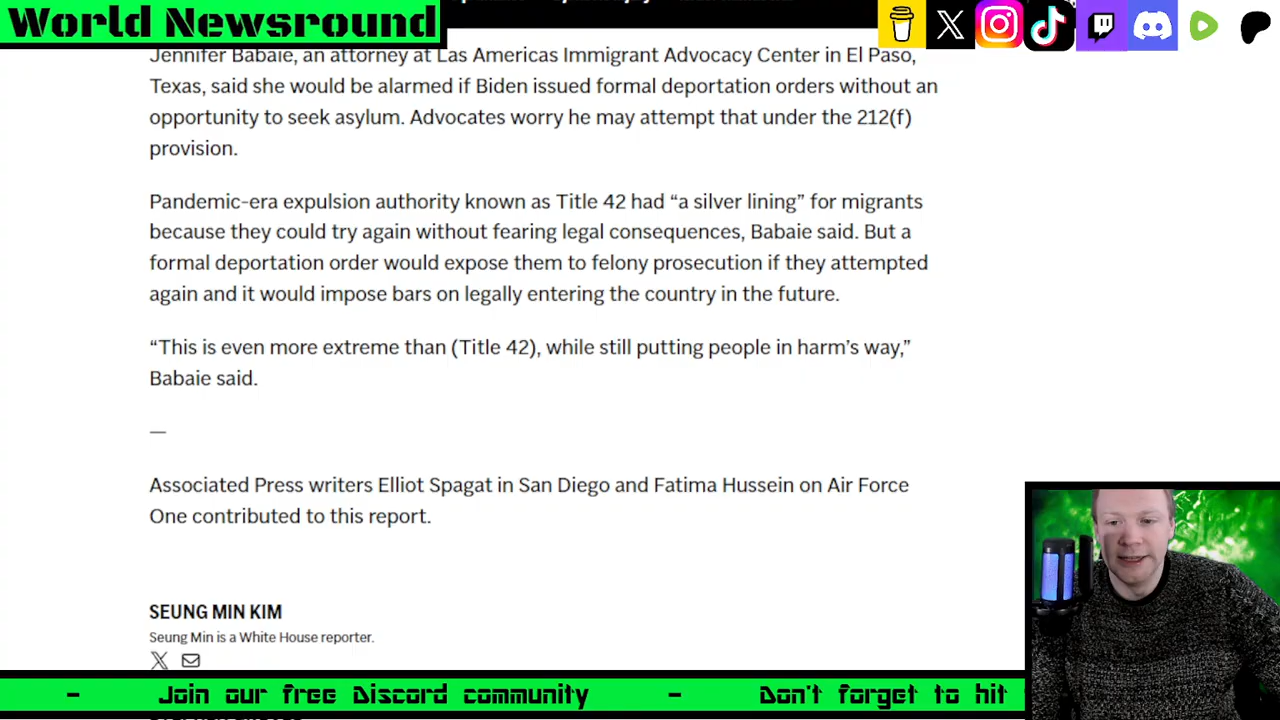 World Newsround
Jennifer Babaie, an attorney at Las Americas Immigrant Advocacy Center in El Paso,
Texas, said she would be alarmed if Biden issued formal deportation orders without an
opportunity to seek asylum. Advocates worry he may attempt that under the 212(f)
provision.
Pandemic-era expulsion authority known as Title 42 had “a silver lining” for migrants
because they could try again without fearing legal consequences, Babaie said. But a
formal deportation order would expose them to felony prosecution if they attempted
again and it would impose bars on legally entering the country in the future.
“This is even more extreme than (Title 42), while still putting people in harm’s way,”
Babaie said.
—
Associated Press writers Elliot Spagat in San Diego and Fatima Hussein on Air Force
One contributed to this report.
SEUNG MIN KIM
Seung Min is a White House reporter.
- Join our free Discord community - Don't forget to hit